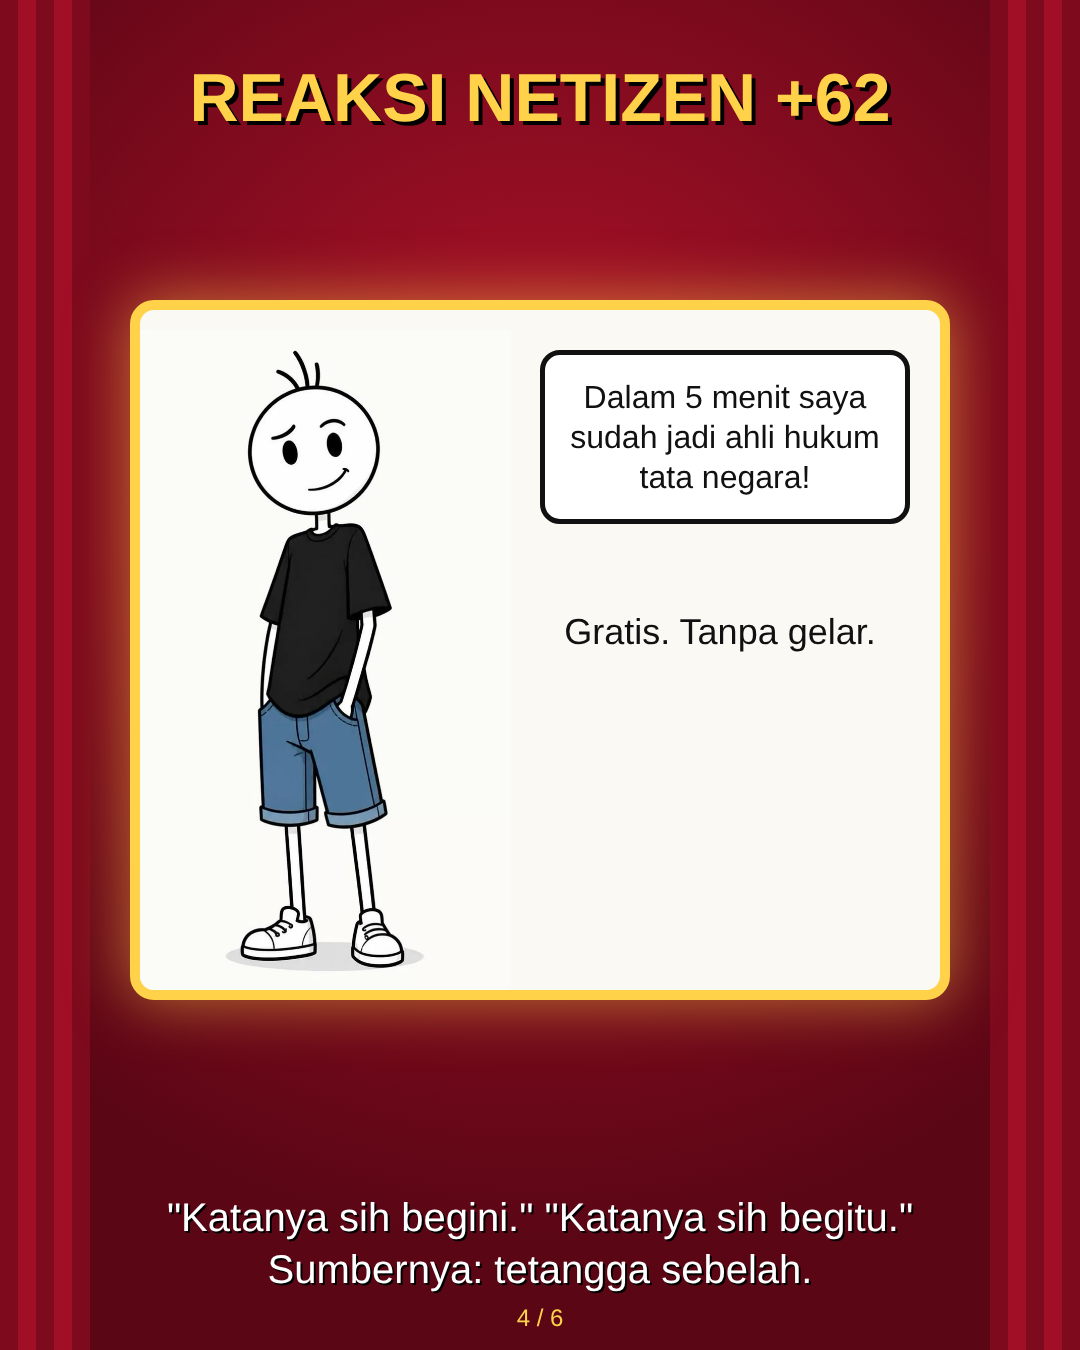 REAKSI NETIZEN +62
Dalam 5 menit saya
sudah jadi ahli hukum
tata negara!
Gratis. Tanpa gelar.
"Katanya sih begini." "Katanya sih begitu."
Sumbernya: tetangga sebelah.
4 / 6